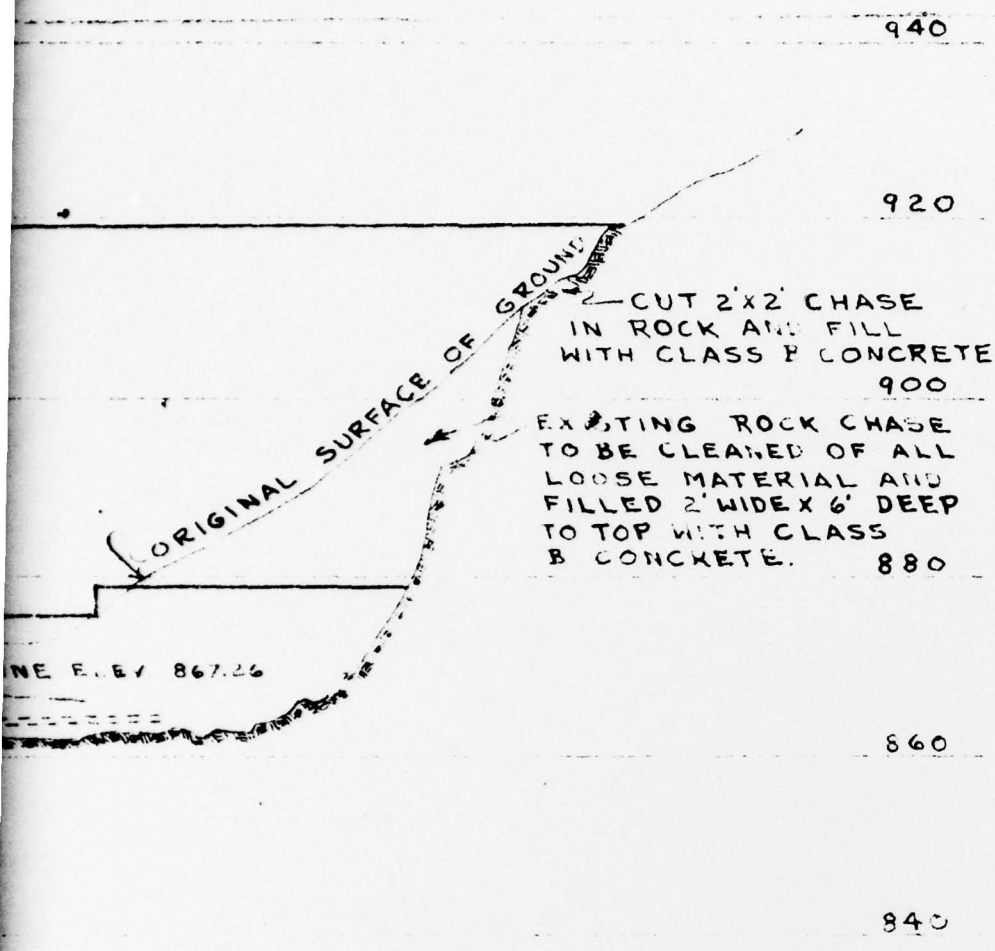 940
920
ORIGINAL SURFACE OF GROUND
CUT 2'X2' CHASE
IN ROCK AND FILL
WITH CLASS B CONCRETE
900
EXISTING ROCK CHASE
TO BE CLEANED OF ALL
LOOSE MATERIAL AND
FILLED 2' WIDE X 6' DEEP
TO TOP WITH CLASS
B CONCRETE.
880
ELEV. 867.26
860
840